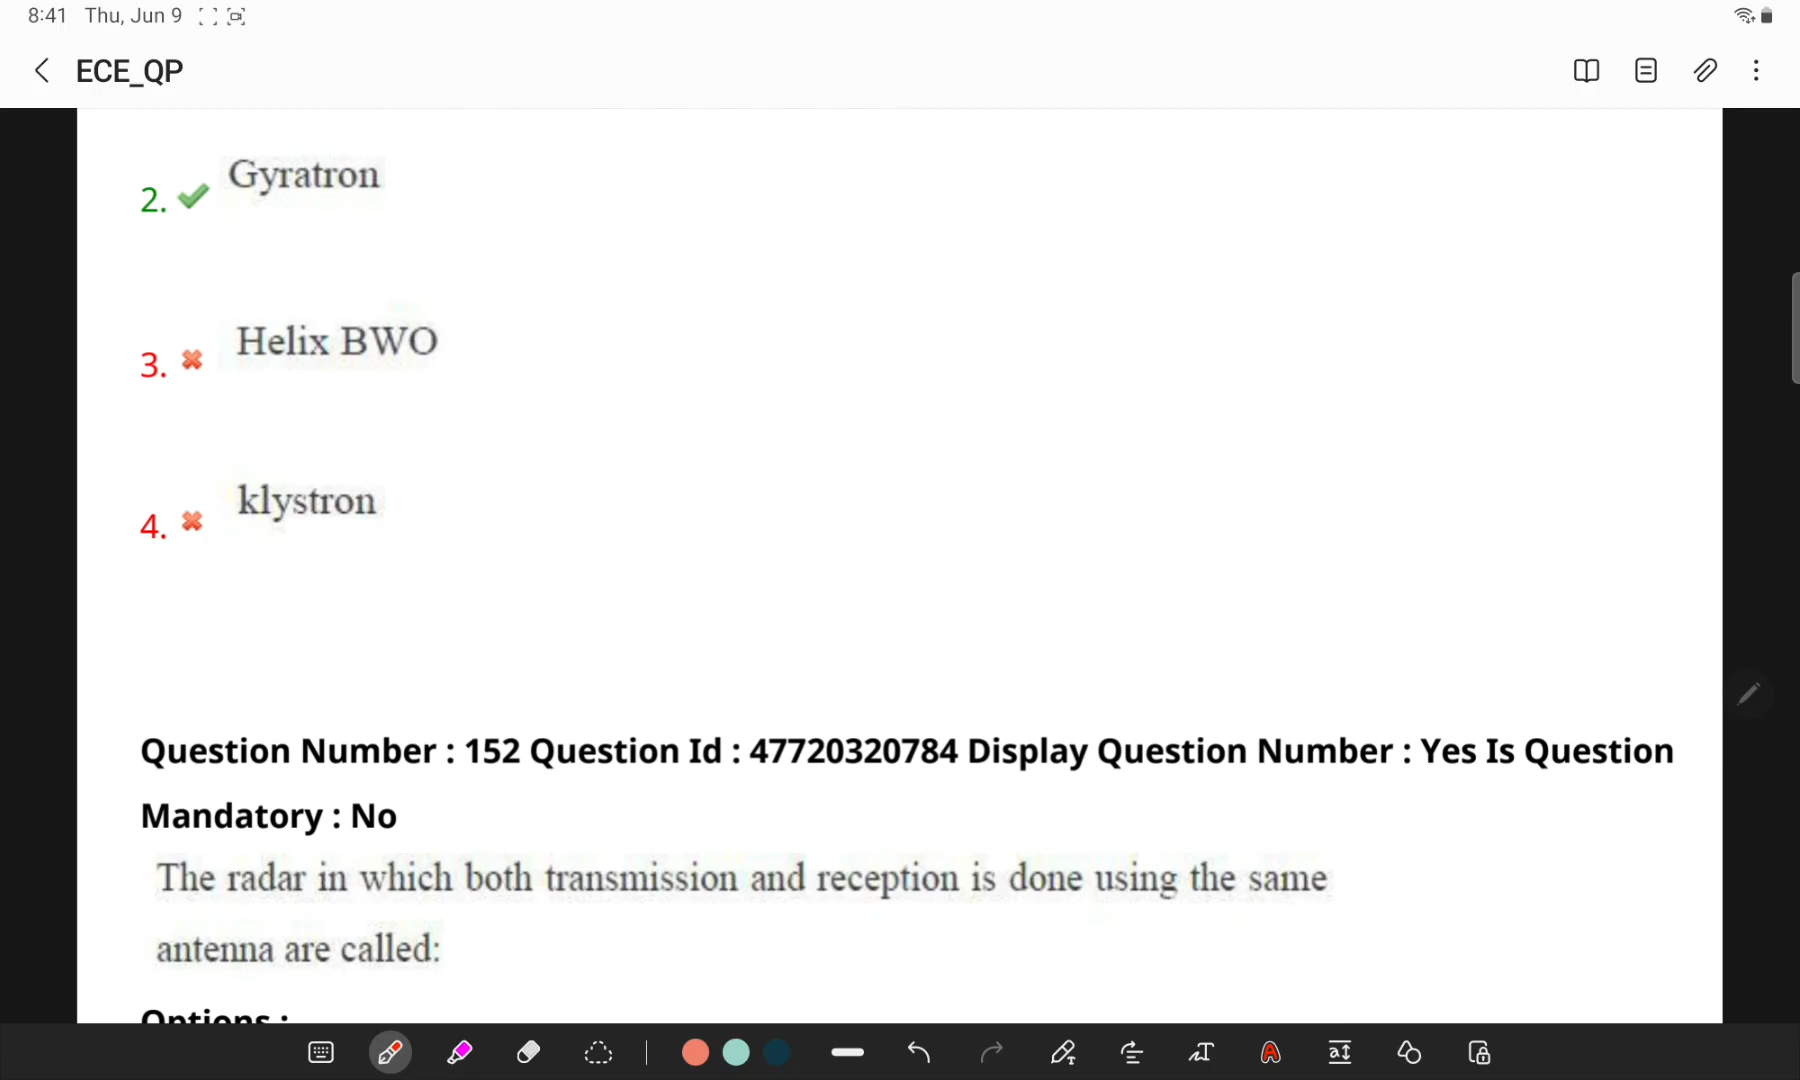 8:41 Thu, Jun 9
ECE_QP
Gyratron
2.
Helix BWO
3.
klystron
4.
Question Number : 152 Question Id : 47720320784 Display Question Number : Yes Is Question
Mandatory : No
The radar in which both transmission and reception is done using the same
antenna are called:
Options :